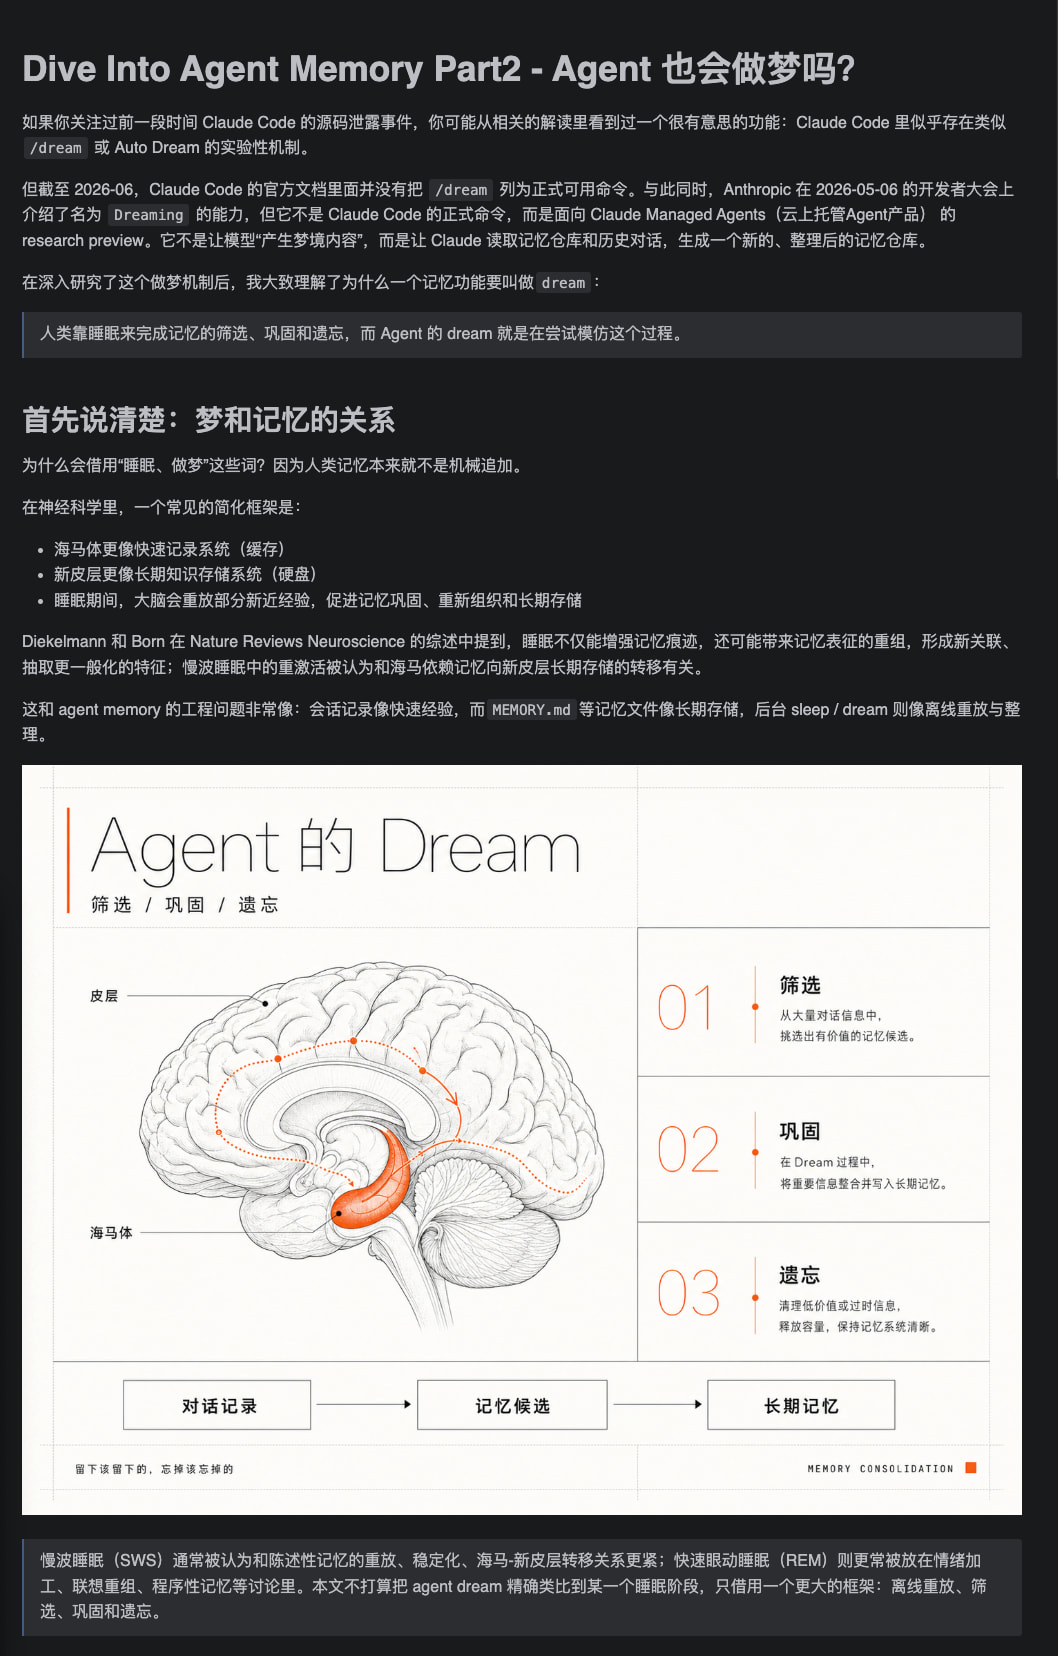 Dive Into Agent Memory Part2 - Agent 也会做梦吗？
如果你关注过前一段时间 Claude Code 的源码泄露事件，你可能从相关的解读里看到过一个很有意思的功能：Claude Code 里似乎存在类似
/dream 或 Auto Dream 的实验性机制。
但截至 2026-06，Claude Code 的官方文档里面并没有把 /dream 列为正式可用命令。与此同时，Anthropic 在 2026-05-06 的开发者大会上
介绍了名为 Dreaming 的能力，但它不是 Claude Code 的正式命令，而是面向 Claude Managed Agents（云上托管Agent产品） 的
research preview。它不是让模型“产生梦境内容”，而是让 Claude 读取记忆仓库和历史对话，生成一个新的、整理后的记忆仓库。
在深入研究了这个做梦机制后，我大致理解了为什么一个记忆功能要叫做 dream：
人类靠睡眠来完成记忆的筛选、巩固和遗忘，而 Agent 的 dream 就是在尝试模仿这个过程。
首先说清楚：梦和记忆的关系
为什么会借用“睡眠、做梦”这些词？因为人类记忆本来就不是机械追加。
在神经科学里，一个常见的简化框架是：
• 海马体更像快速记录系统（缓存）
• 新皮层更像长期知识存储系统（硬盘）
• 睡眠期间，大脑会重放部分新近经验，促进记忆巩固、重新组织和长期存储
Diekelmann 和 Born 在 Nature Reviews Neuroscience 的综述中提到，睡眠不仅能增强记忆痕迹，还可能带来记忆表征的重组，形成新关联、
抽取更一般化的特征；慢波睡眠中的重激活被认为和海马依赖记忆向新皮层长期存储的转移有关。
这和 agent memory 的工程问题非常像：会话记录像快速经验，而 MEMORY.md 等记忆文件像长期存储，后台 sleep / dream 则像离线重放与整
理。
Agent 的 Dream
筛选 / 巩固 / 遗忘
皮层
海马体
01
筛选
从大量对话信息中，
挑选出有价值的记忆候选。
02
巩固
在 Dream 过程中，
将重要信息整合并写入长期记忆。
03
遗忘
清理低价值或过时信息，
释放容量，保持记忆系统清晰。
对话记录
记忆候选
长期记忆
留下该留下的，忘掉该忘掉的
MEMORY CONSOLIDATION
慢波睡眠（SWS）通常被认为和陈述性记忆的重放、稳定化、海马-新皮层转移关系更紧；快速眼动睡眠（REM）则更常被放在情绪加
工、联想重组、程序性记忆等讨论里。本文不打算把 agent dream 精确类比到某一个睡眠阶段，只借用一个更大的框架：离线重放、筛
选、巩固和遗忘。